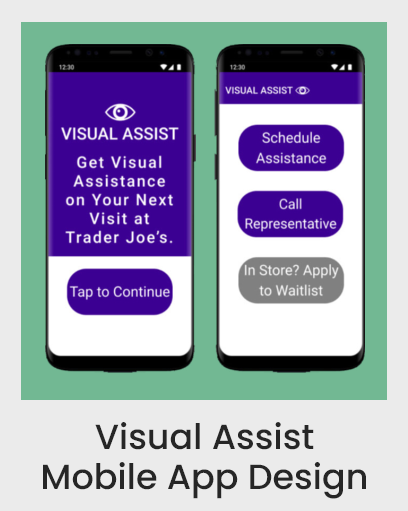 12:30
VISUAL ASSIST
Get Visual
Assistance
on Your Next
Visit at
Trader Joe's.
Tap to Continue
12:30
VISUAL ASSIST
Schedule
Assistance
Call
Representative
In Store? Apply
to Waitlist
Visual Assist
Mobile App Design